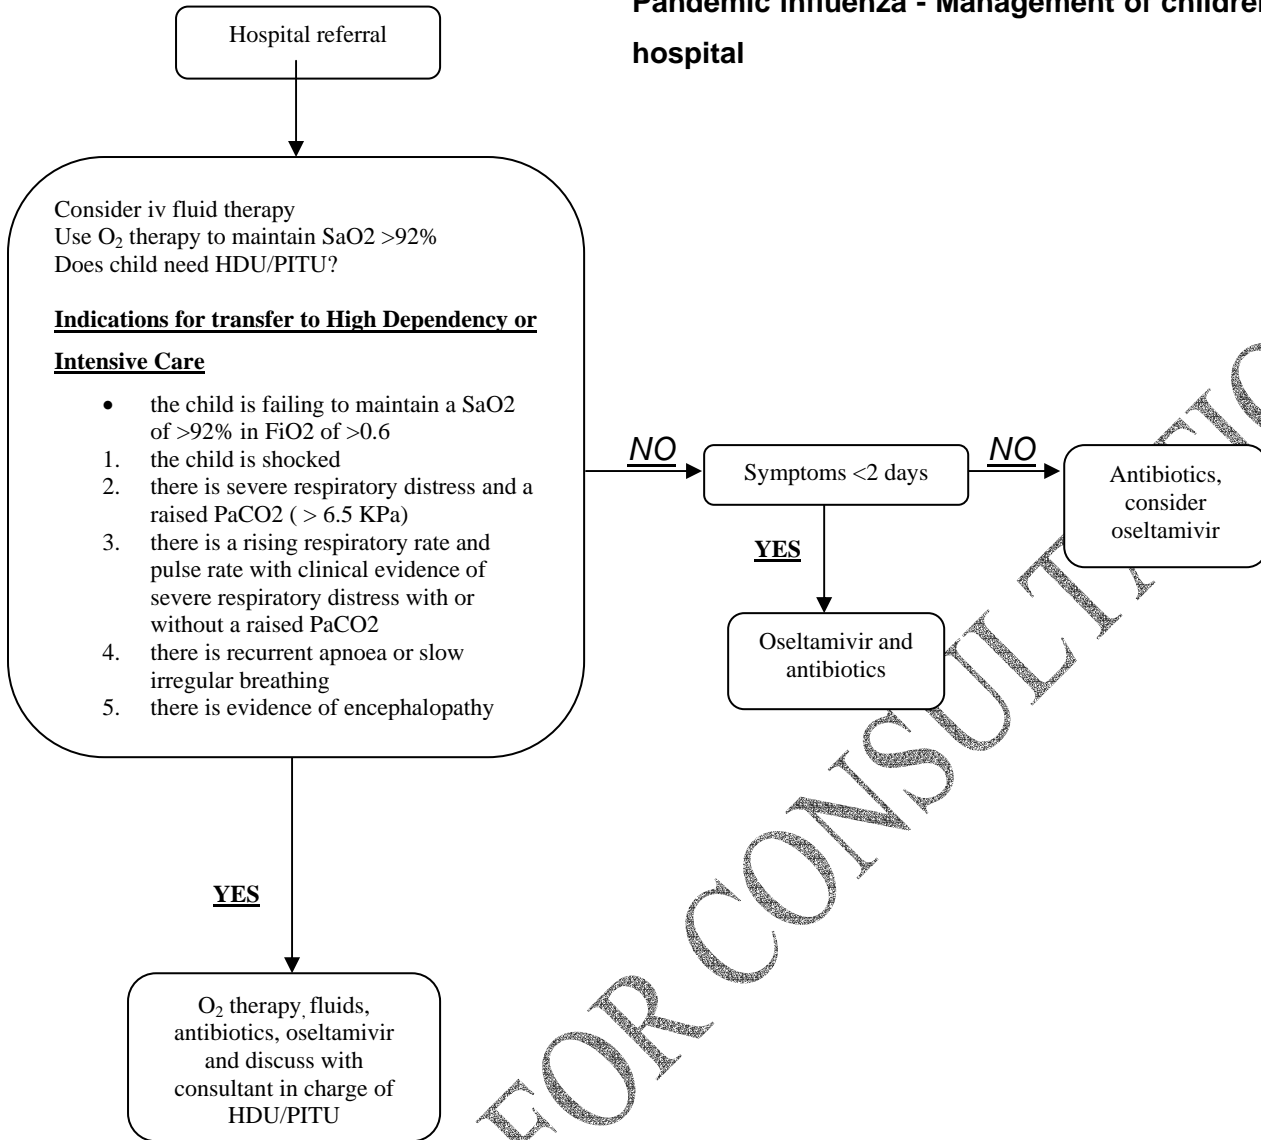 Pandemic Influenza - Management of children
hospital
Hospital referral
Consider iv fluid therapy
Use O₂ therapy to maintain SaO2 >92%
Does child need HDU/PITU?
Indications for transfer to High Dependency or
Intensive Care
• the child is failing to maintain a SaO2
of >92% in FiO2 of >0.6
1. the child is shocked
2. there is severe respiratory distress and a
raised PaCO2 ( > 6.5 KPa)
3. there is a rising respiratory rate and
pulse rate with clinical evidence of
severe respiratory distress with or
without a raised PaCO2
4. there is recurrent apnoea or slow
irregular breathing
5. there is evidence of encephalopathy
NO
Symptoms <2 days
NO
Antibiotics,
consider
oseltamivir
YES
Oseltamivir and
antibiotics
YES
O₂ therapy, fluids,
antibiotics, oseltamivir
and discuss with
consultant in charge of
HDU/PITU
FOR CONSULTATIO